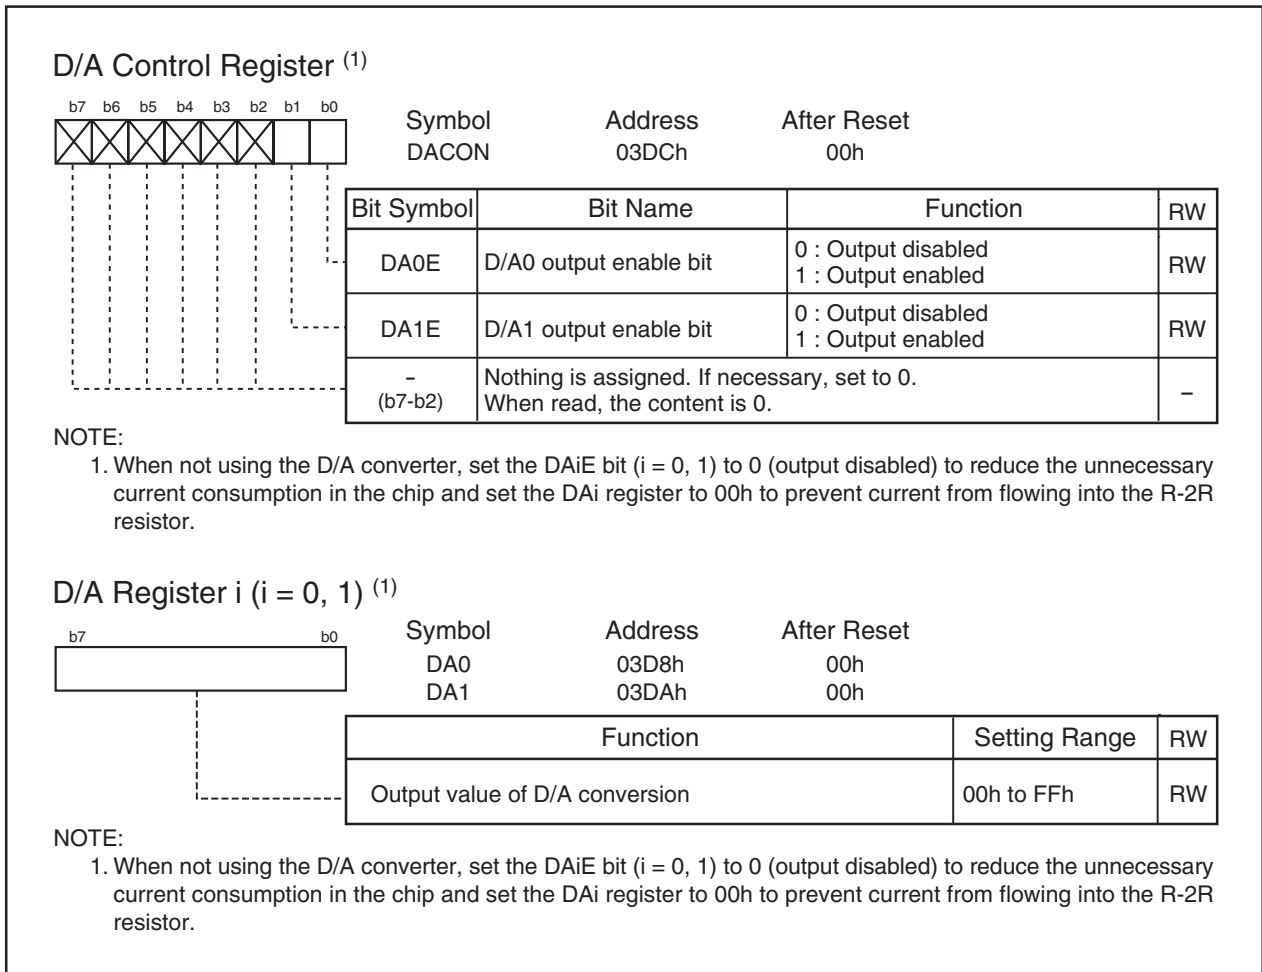 D/A Control Register (1)
b7 b6 b5 b4 b3 b2 b1 b0
Symbol Address After Reset
DACON 03DCh 00h
Bit Symbol Bit Name Function RW
DA0E D/A0 output enable bit 0 : Output disabled
1 : Output enabled RW
DA1E D/A1 output enable bit 0 : Output disabled
1 : Output enabled RW
–
(b7-b2) Nothing is assigned. If necessary, set to 0.
When read, the content is 0. –
NOTE:
1. When not using the D/A converter, set the DAiE bit (i = 0, 1) to 0 (output disabled) to reduce the unnecessary
current consumption in the chip and set the DAi register to 00h to prevent current from flowing into the R-2R
resistor.
D/A Register i (i = 0, 1) (1)
b7 b0
Symbol Address After Reset
DA0 03D8h 00h
DA1 03DAh 00h
Function Setting Range RW
Output value of D/A conversion 00h to FFh RW
NOTE:
1. When not using the D/A converter, set the DAiE bit (i = 0, 1) to 0 (output disabled) to reduce the unnecessary
current consumption in the chip and set the DAi register to 00h to prevent current from flowing into the R-2R
resistor.